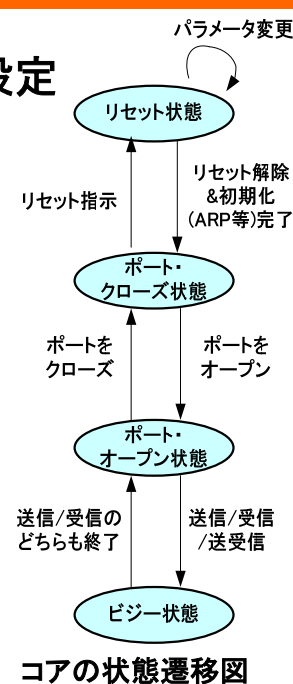 パラメータ変更
設定
リセット状態
リセット指示
リセット解除
&初期化
(ARP等)完了
ポート・
クローズ状態
ポートを
クローズ
ポートを
オープン
ポート・
オープン状態
送信/受信の
どちらも終了
送信/受信
/送受信
ビジー状態
コアの状態遷移図